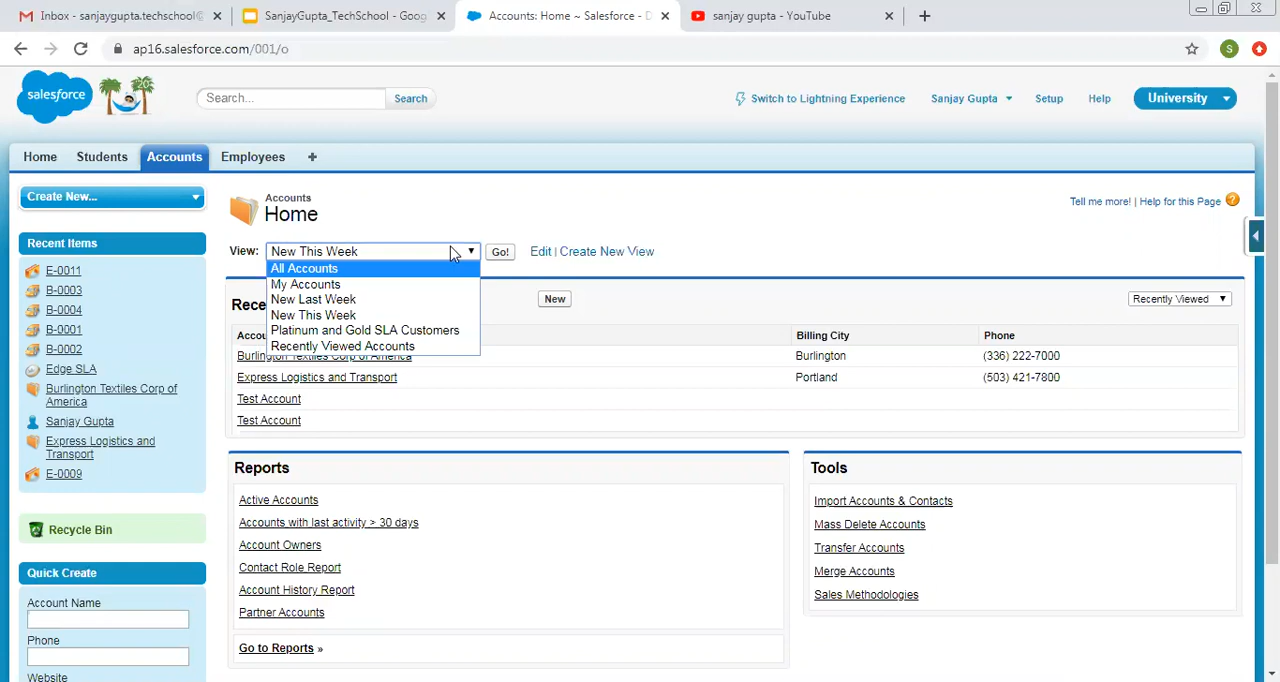 Inbox - sanjaygupta.techschool@
SanjayGupta_TechSchool - Goog
Accounts: Home ~ Salesforce - D
sanjay gupta - YouTube
ap16.salesforce.com/001/o
S
salesforce
Search...
Search
Switch to Lightning Experience
Sanjay Gupta
Setup
Help
University
Home
Students
Accounts
Employees
Create New...
Accounts
Home
Tell me more! | Help for this Page
Recent Items
E-0011
B-0003
B-0004
B-0001
B-0002
Edge SLA
Burlington Textiles Corp of
America
Sanjay Gupta
Express Logistics and
Transport
E-0009
Recycle Bin
Quick Create
Account Name
Phone
Website
View:
New This Week
Go!
Edit | Create New View
All Accounts
My Accounts
New Last Week
New This Week
Platinum and Gold SLA Customers
Recently Viewed Accounts
New
Recently Viewed
Billing City
Phone
Burlington Textiles Corp of America
Burlington
(336) 222-7000
Express Logistics and Transport
Portland
(503) 421-7800
Test Account
Test Account
Reports
Active Accounts
Accounts with last activity > 30 days
Account Owners
Contact Role Report
Account History Report
Partner Accounts
Go to Reports »
Tools
Import Accounts & Contacts
Mass Delete Accounts
Transfer Accounts
Merge Accounts
Sales Methodologies